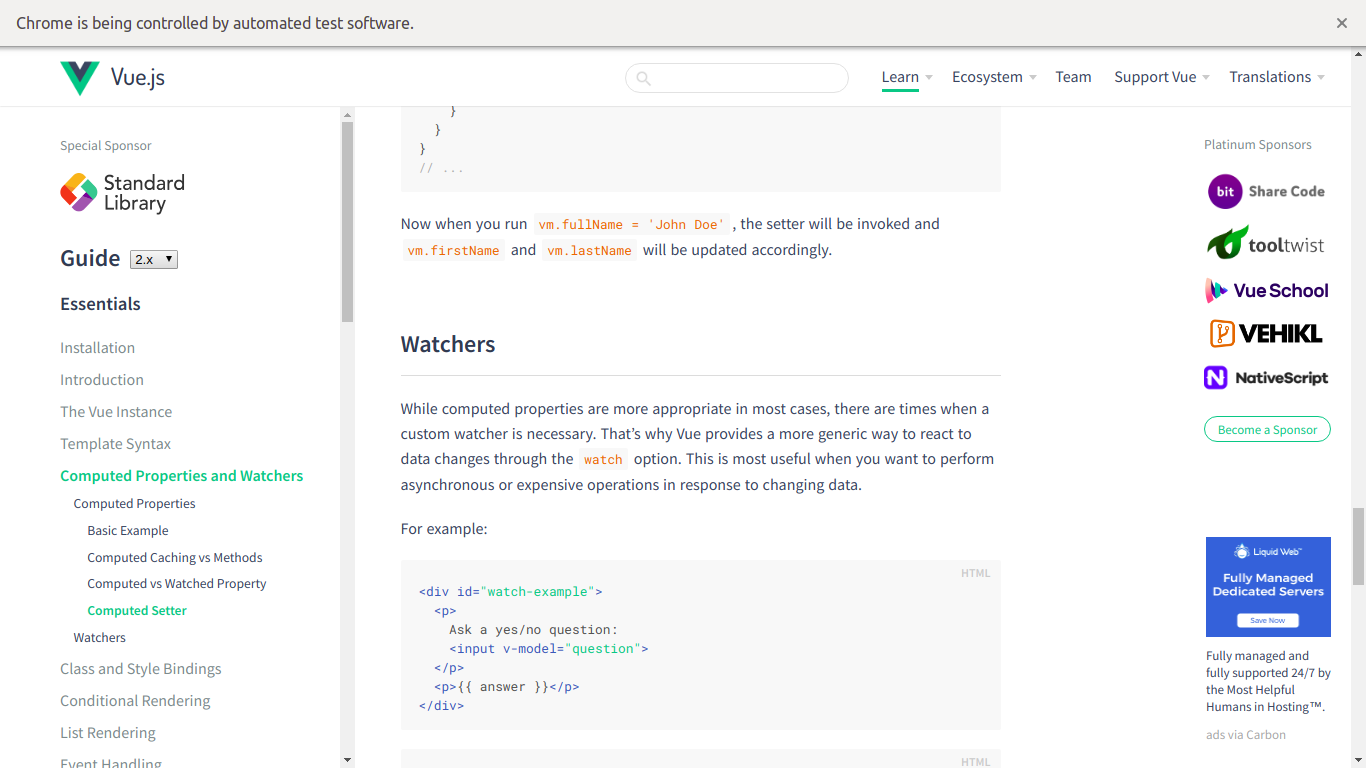 Chrome is being controlled by automated test software.
Vue.js
Learn
Ecosystem
Team
Support Vue
Translations
Special Sponsor
Standard
Library
Guide 2.x
Essentials
Installation
Introduction
The Vue Instance
Template Syntax
Computed Properties and Watchers
Computed Properties
Basic Example
Computed Caching vs Methods
Computed vs Watched Property
Computed Setter
Watchers
Class and Style Bindings
Conditional Rendering
List Rendering
Event Handling
}
}
}
// ...
Now when you run vm.fullName = 'John Doe' , the setter will be invoked and
vm.firstName and vm.lastName will be updated accordingly.
Watchers
While computed properties are more appropriate in most cases, there are times when a
custom watcher is necessary. That’s why Vue provides a more generic way to react to
data changes through the watch option. This is most useful when you want to perform
asynchronous or expensive operations in response to changing data.
For example:
HTML
<div id="watch-example">
<p>
Ask a yes/no question:
<input v-model="question">
</p>
<p>{{ answer }}</p>
</div>
HTML
Platinum Sponsors
bit Share Code
tooltwist
Vue School
VEHIKL
NativeScript
Become a Sponsor
Liquid Web™
Fully Managed
Dedicated Servers
Save Now
Fully managed and
fully supported 24/7 by
the Most Helpful
Humans in Hosting™.
ads via Carbon